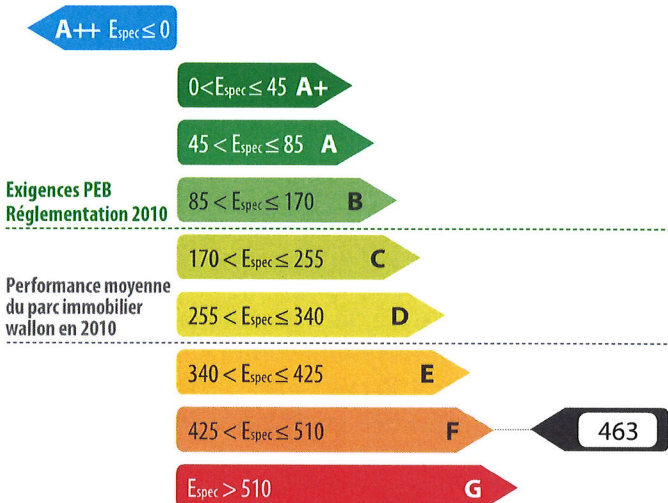 A++ Espec ≤ 0
0<Espec ≤ 45 A+
45 < Espec ≤ 85 A
Exigences PEB
Réglementation 2010
85 < Espec ≤ 170 B
170 < Espec ≤ 255 C
Performance moyenne
du parc immobilier
wallon en 2010
255 < Espec ≤ 340 D
340 < Espec ≤ 425 E
425 < Espec ≤ 510 F
463
Espec > 510 G